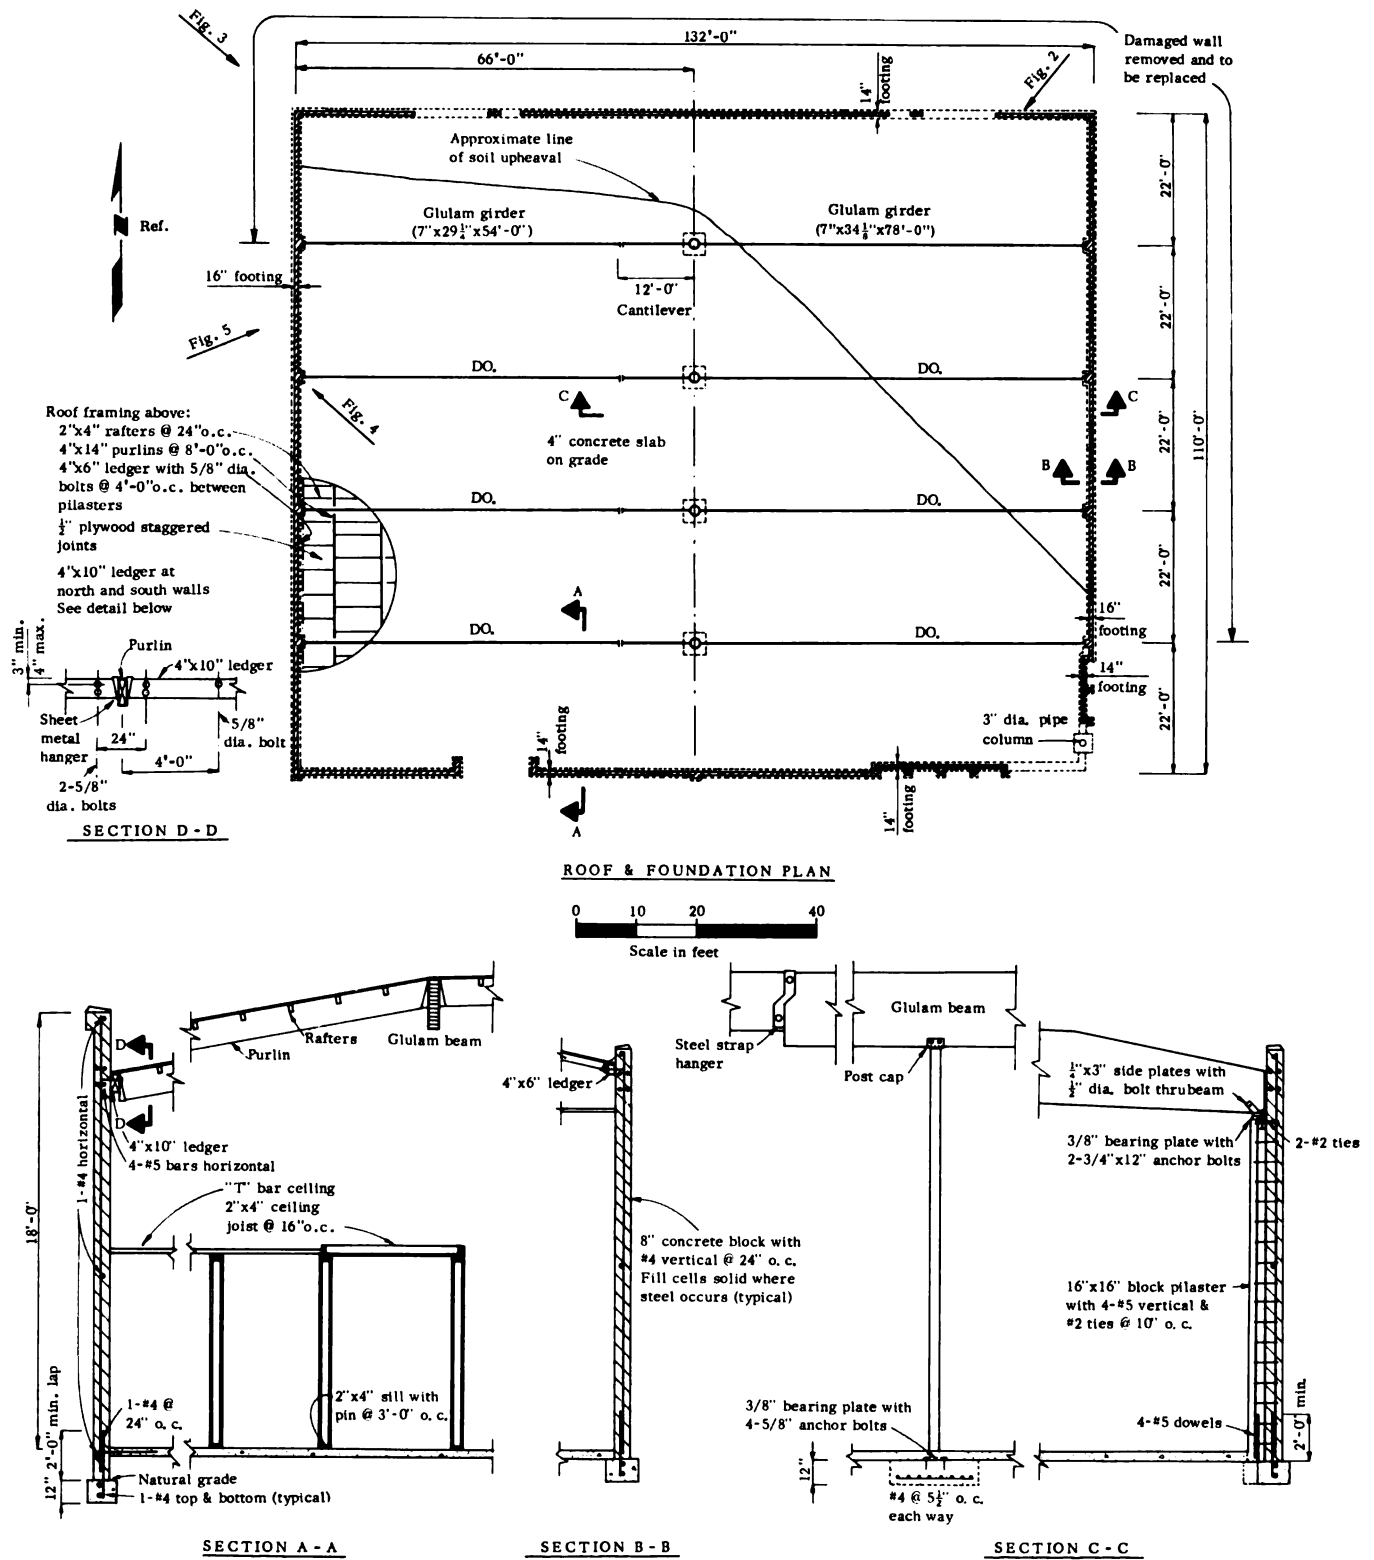 Fig. 3
132'-0"
66'-0"
Damaged wall
removed and to
be replaced
14"
footing
Fig. 2
Approximate line
of soil upheaval
22'-0"
Ref.
Glulam girder
(7"x29¼"x54'-0")
Glulam girder
(7"x34⅛"x78'-0")
16" footing
12'-0"
Cantilever
22'-0"
Fig. 5
DO.
DO.
Fig. 4
C
C
4" concrete slab
on grade
22'-0"
110'-0"
B
B
Roof framing above:
2"x4" rafters @ 24"o.c.
4"x14" purlins @ 8'-0"o.c.
4"x6" ledger with 5/8" dia.
bolts @ 4'-0"o.c. between
pilasters
½" plywood staggered
joints
4"x10" ledger at
north and south walls
See detail below
DO.
DO.
22'-0"
A
DO.
DO.
16"
footing
14"
footing
22'-0"
3" dia. pipe
column
14"
footing
14"
footing
A
3" min.
4" max.
Purlin
4"x10" ledger
Sheet
metal
hanger
24"
4'-0"
5/8"
dia. bolt
2-5/8"
dia. bolts
SECTION D-D
ROOF & FOUNDATION PLAN
0 10 20 40
Scale in feet
D
D
Rafters
Purlin
Glulam beam
4"x10" ledger
4-#5 bars horizontal
1-#4 horizontal
18'-0"
"T" bar ceiling
2"x4" ceiling
joist @ 16"o.c.
2"x4" sill with
pin @ 3'-0" o.c.
1-#4 @
24" o.c.
2'-0" min. lap
12"
Natural grade
1-#4 top & bottom (typical)
SECTION A-A
4"x6" ledger
8" concrete block with
#4 vertical @ 24" o.c.
Fill cells solid where
steel occurs (typical)
SECTION B-B
Steel strap
hanger
Glulam beam
Post cap
¼"x3" side plates with
½" dia. bolt thrubeam
3/8" bearing plate with
2-3/4"x12" anchor bolts
2-#2 ties
16"x16" block pilaster
with 4-#5 vertical &
#2 ties @ 10" o.c.
3/8" bearing plate with
4-5/8" anchor bolts
4-#5 dowels
2'-0" min.
12"
#4 @ 5½" o.c.
each way
SECTION C-C